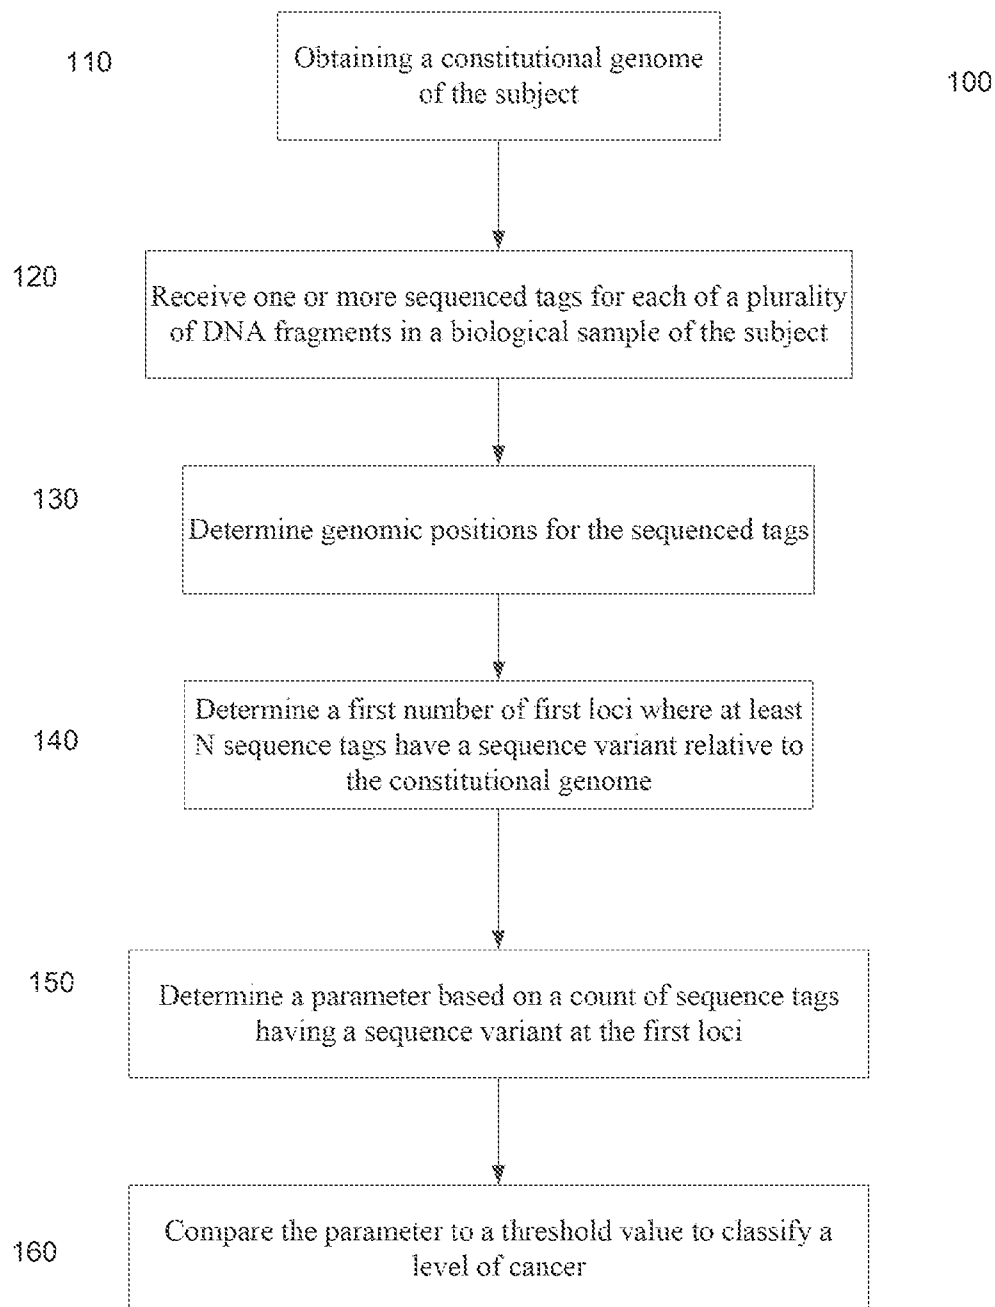 110
Obtaining a constitutional genome
of the subject
100
120
Receive one or more sequenced tags for each of a plurality
of DNA fragments in a biological sample of the subject
130
Determine genomic positions for the sequenced tags
140
Determine a first number of first loci where at least
N sequence tags have a sequence variant relative to
the constitutional genome
150
Determine a parameter based on a count of sequence tags
having a sequence variant at the first loci
160
Compare the parameter to a threshold value to classify a
level of cancer